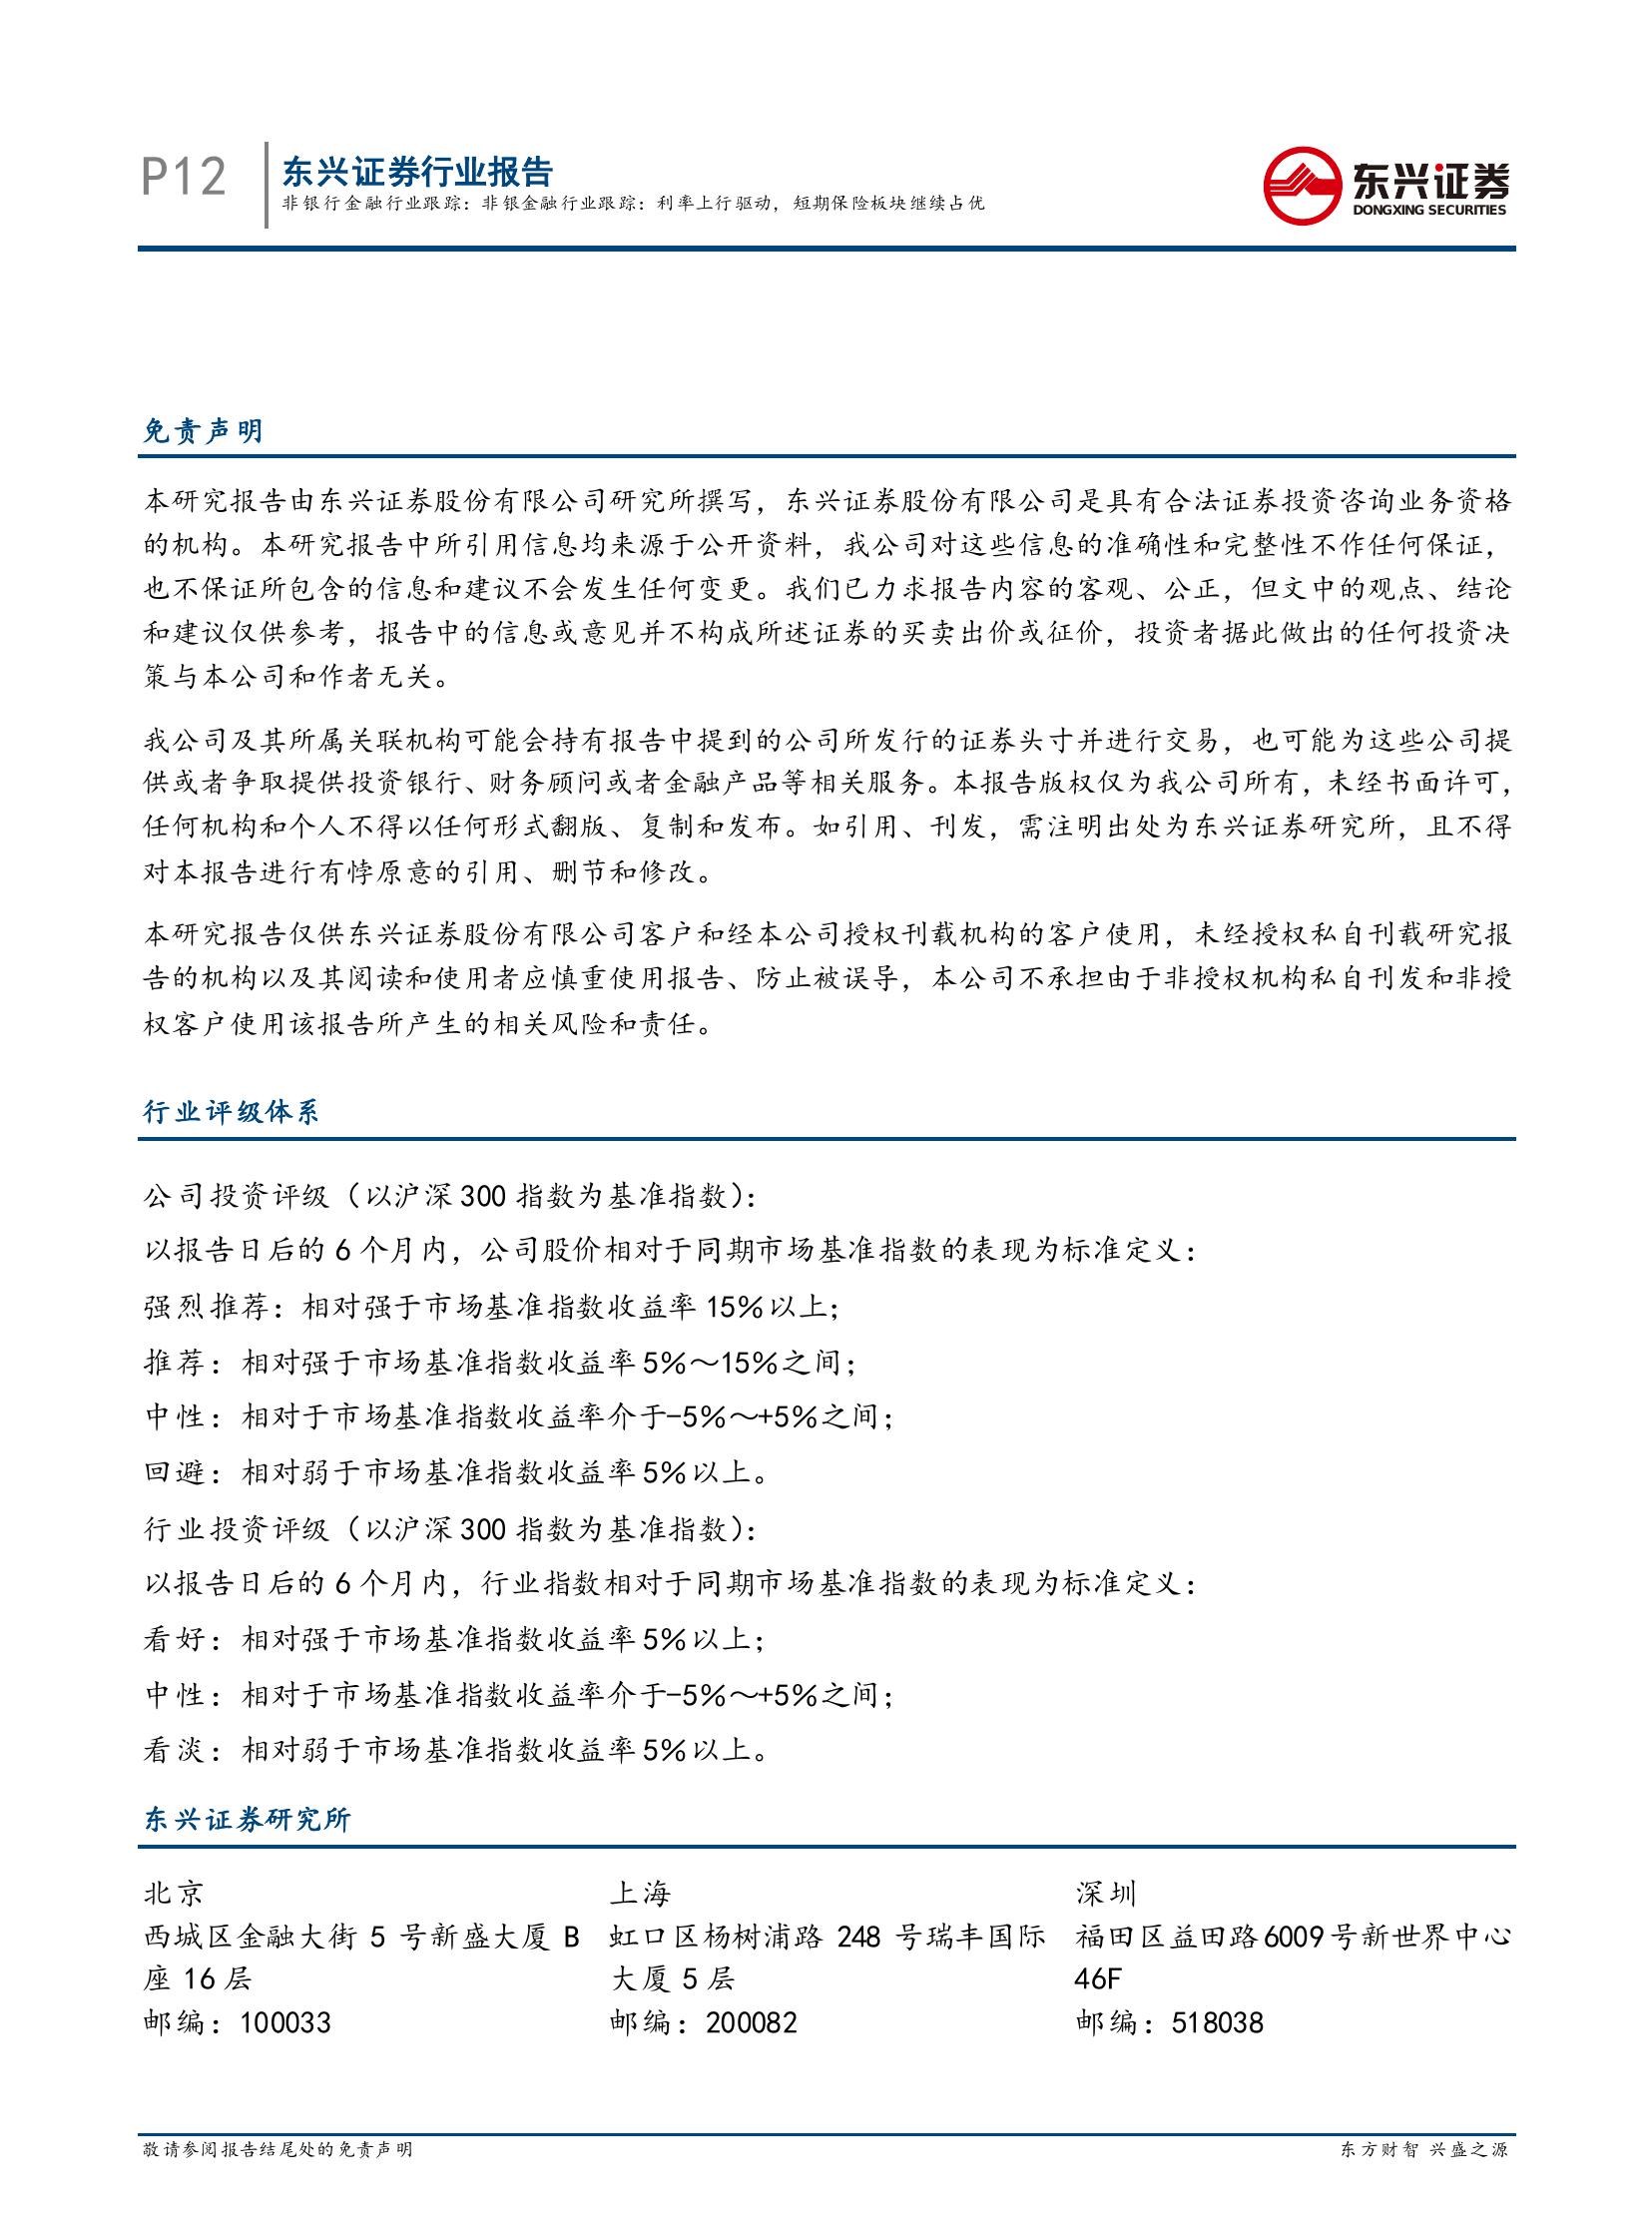 P12
东兴证券行业报告
非银行金融行业跟踪：非银金融行业跟踪：利率上行驱动，短期保险板块继续占优
东兴证券
DONGXING SECURITIES
免责声明
本研究报告由东兴证券股份有限公司研究所撰写，东兴证券股份有限公司是具有合法证券投资咨询业务资格
的机构。本研究报告中所引用信息均来源于公开资料，我公司对这些信息的准确性和完整性不作任何保证，
也不保证所包含的信息和建议不会发生任何变更。我们已力求报告内容的客观、公正，但文中的观点、结论
和建议仅供参考，报告中的信息或意见并不构成所述证券的买卖出价或征价，投资者据此做出的任何投资决
策与本公司和作者无关。
我公司及其所属关联机构可能会持有报告中提到的公司所发行的证券头寸并进行交易，也可能为这些公司提
供或者争取提供投资银行、财务顾问或者金融产品等相关服务。本报告版权仅为我公司所有，未经书面许可，
任何机构和个人不得以任何形式翻版、复制和发布。如引用、刊发，需注明出处为东兴证券研究所，且不得
对本报告进行有悖原意的引用、删节和修改。
本研究报告仅供东兴证券股份有限公司客户和经本公司授权刊载机构的客户使用，未经授权私自刊载研究报
告的机构以及其阅读和使用者应慎重使用报告、防止被误导，本公司不承担由于非授权机构私自刊发和非授
权客户使用该报告所产生的相关风险和责任。
行业评级体系
公司投资评级（以沪深 300 指数为基准指数）：
以报告日后的 6 个月内，公司股价相对于同期市场基准指数的表现为标准定义：
强烈推荐：相对强于市场基准指数收益率 15％以上；
推荐：相对强于市场基准指数收益率 5％～15％之间；
中性：相对于市场基准指数收益率介于-5％～+5％之间；
回避：相对弱于市场基准指数收益率 5％以上。
行业投资评级（以沪深 300 指数为基准指数）：
以报告日后的 6 个月内，行业指数相对于同期市场基准指数的表现为标准定义：
看好：相对强于市场基准指数收益率 5％以上；
中性：相对于市场基准指数收益率介于-5％～+5％之间；
看淡：相对弱于市场基准指数收益率 5％以上。
东兴证券研究所
北京
西城区金融大街 5 号新盛大厦 B
座 16 层
邮编：100033
上海
虹口区杨树浦路 248 号瑞丰国际
大厦 5 层
邮编：200082
深圳
福田区益田路6009号新世界中心
46F
邮编：518038
敬请参阅报告结尾处的免责声明
东方财智 兴盛之源